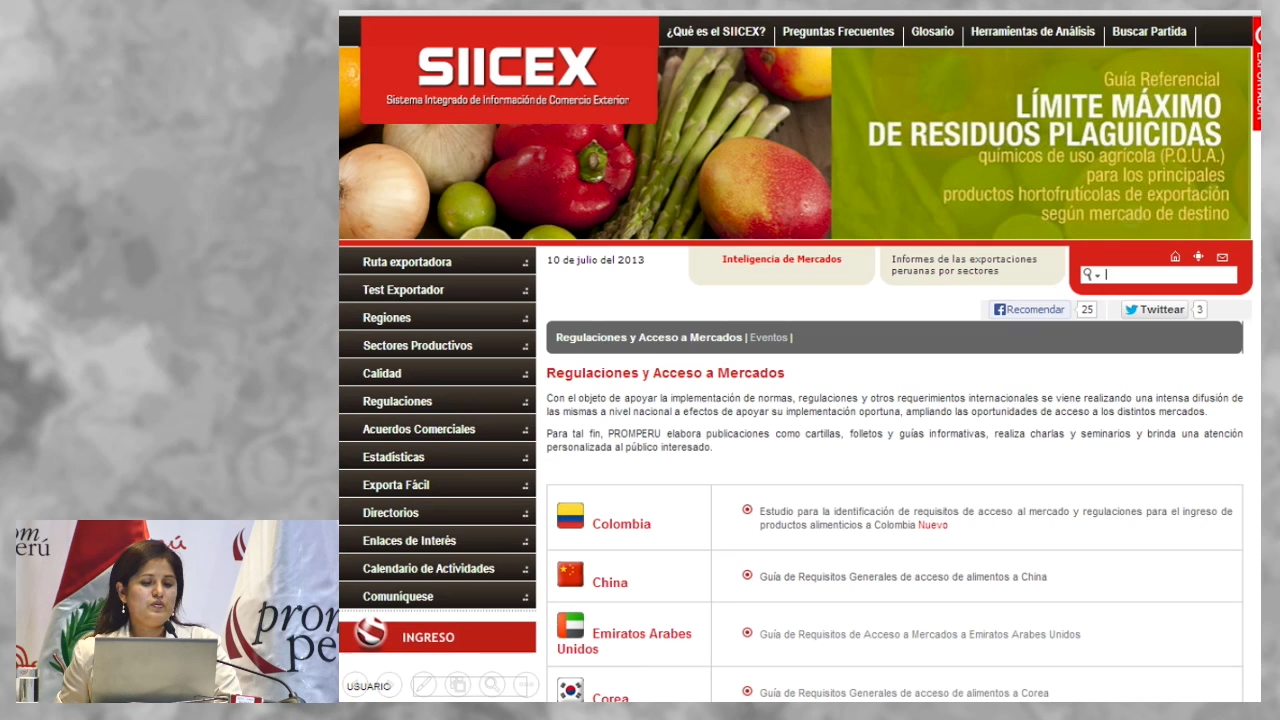 ¿Qué es el SIICEX? | Preguntas Frecuentes | Glosario | Herramientas de Análisis | Buscar Partida |
SIICEX
Sistema Integrado de Información de Comercio Exterior
Guía Referencial
LÍMITE MÁXIMO
DE RESIDUOS PLAGUICIDAS
químicos de uso agrícola (P.Q.U.A.)
para los principales
productos hortofrutícolas de exportación
según mercado de destino
Ruta exportadora
Test Exportador
Regiones
Sectores Productivos
Calidad
Regulaciones
Acuerdos Comerciales
Estadísticas
Exporta Fácil
Directorios
Enlaces de Interés
Calendario de Actividades
Comuníquese
INGRESO
USUARIO
10 de julio del 2013
Inteligencia de Mercados
Informes de las exportaciones
peruanas por sectores
Recomendar 25
Twittear 3
Regulaciones y Acceso a Mercados | Eventos |
Regulaciones y Acceso a Mercados
Con el objeto de apoyar la implementación de normas, regulaciones y otros requerimientos internacionales se viene realizando una intensa difusión de
las mismas a nivel nacional a efectos de apoyar su implementación oportuna, ampliando las oportunidades de acceso a los distintos mercados.
Para tal fin, PROMPERU elabora publicaciones como cartillas, folletos y guías informativas, realiza charlas y seminarios y brinda una atención
personalizada al público interesado.
Colombia
Estudio para la identificación de requisitos de acceso al mercado y regulaciones para el ingreso de
productos alimenticios a Colombia Nuevo
China
Guía de Requisitos Generales de acceso de alimentos a China
Emiratos Arabes
Unidos
Guía de Requisitos de Acceso a Mercados a Emiratos Arabes Unidos
Corea
Guía de Requisitos Generales de acceso de alimentos a Corea
prom
perú